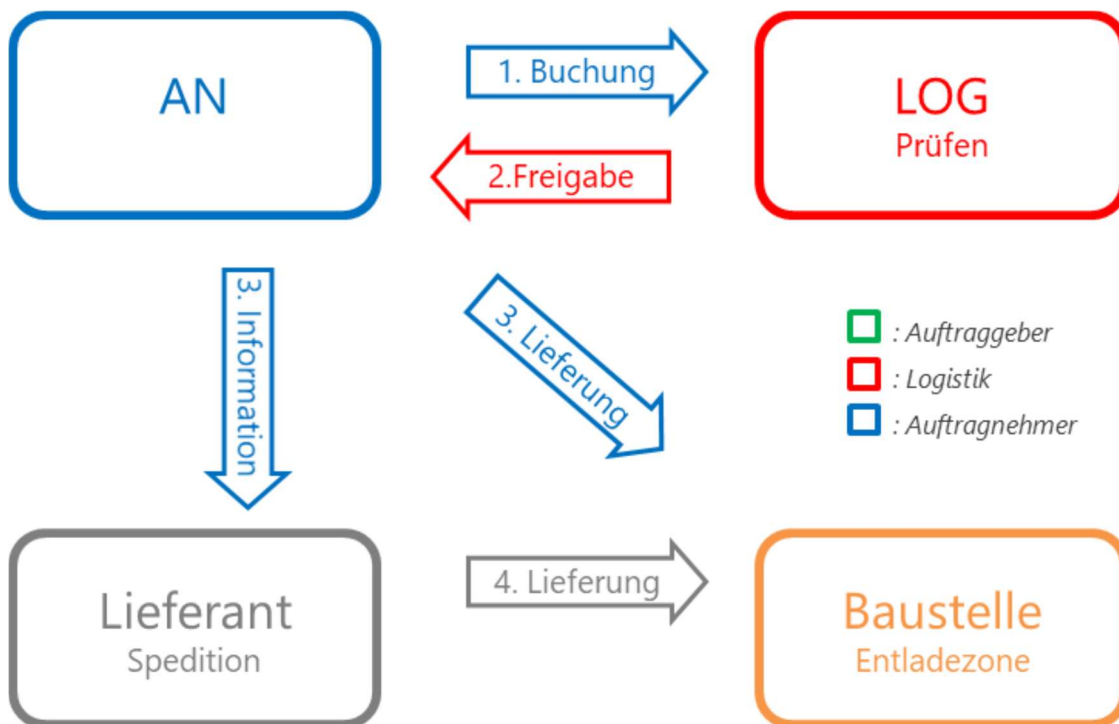 AN
1. Buchung
LOG
Prüfen
2.Freigabe
3. Information
3. Lieferung
: Auftraggeber
: Logistik
: Auftragnehmer
Lieferant
Spedition
4. Lieferung
Baustelle
Entladezone